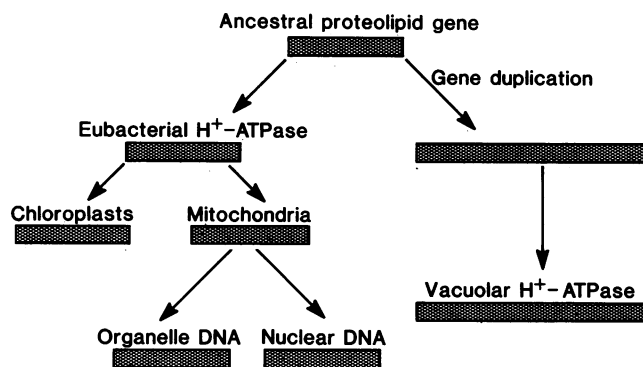 Ancestral proteolipid gene
Gene duplication
Eubacterial H⁺-ATPase
Chloroplasts
Mitochondria
Vacuolar H⁺-ATPase
Organelle DNA
Nuclear DNA